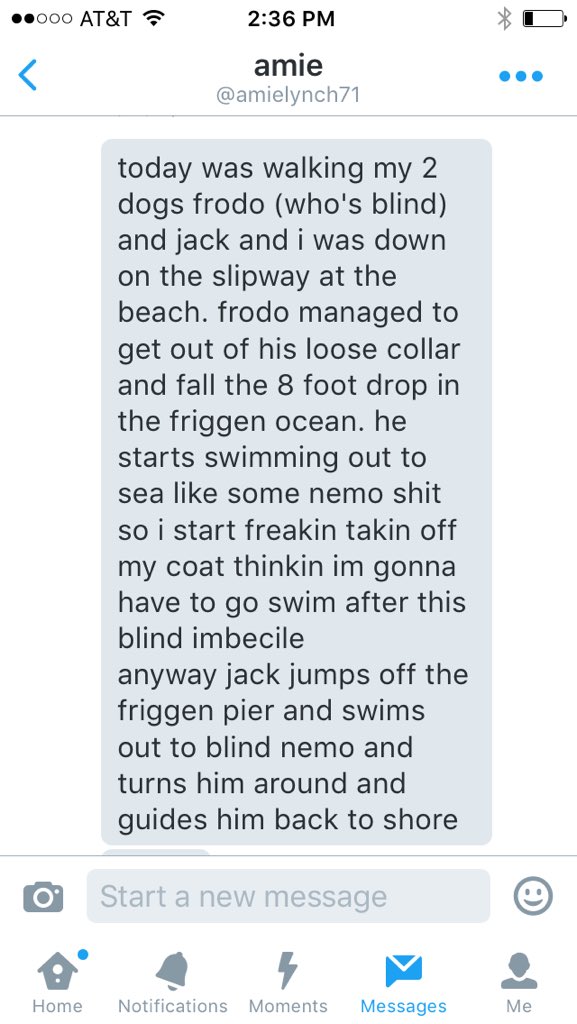 AT&T 2:36 PM
amie
@amielynch71
today was walking my 2
dogs frodo (who's blind)
and jack and i was down
on the slipway at the
beach. frodo managed to
get out of his loose collar
and fall the 8 foot drop in
the friggen ocean. he
starts swimming out to
sea like some nemo shit
so i start freakin takin off
my coat thinkin im gonna
have to go swim after this
blind imbecile
anyway jack jumps off the
friggen pier and swims
out to blind nemo and
turns him around and
guides him back to shore
Start a new message
Home Notifications Moments Messages Me